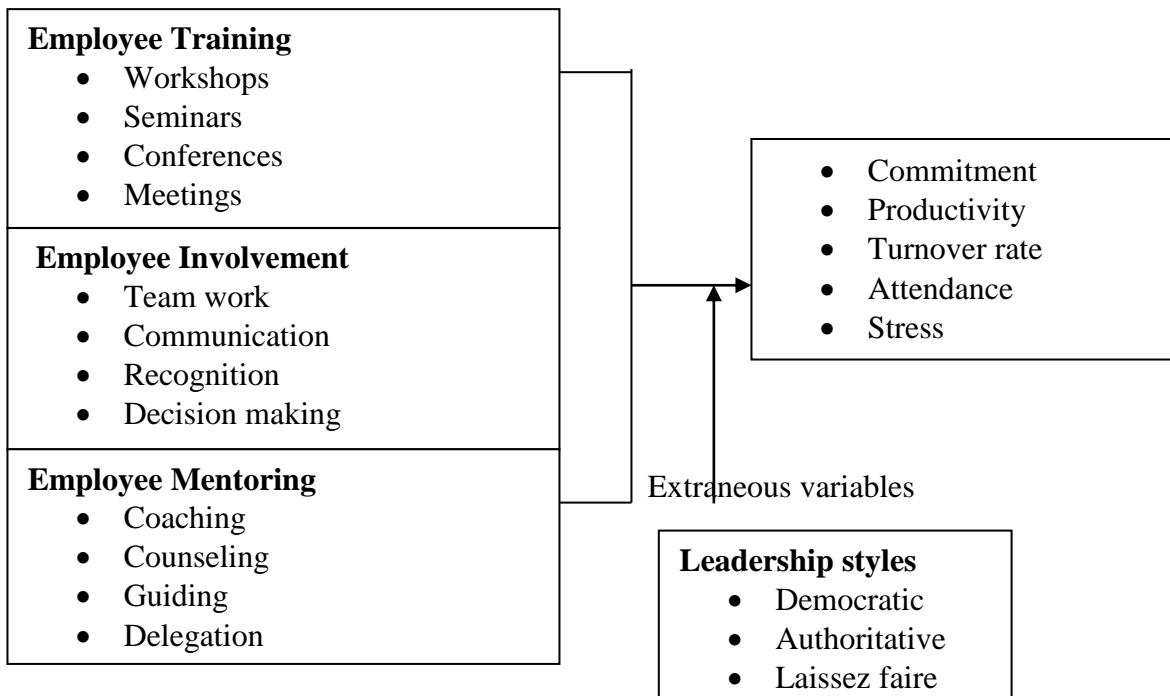 Employee Training
• Workshops
• Seminars
• Conferences
• Meetings
Employee Involvement
• Team work
• Communication
• Recognition
• Decision making
Employee Mentoring
• Coaching
• Counseling
• Guiding
• Delegation
• Commitment
• Productivity
• Turnover rate
• Attendance
• Stress
Extraneous variables
Leadership styles
• Democratic
• Authoritative
• Laissez faire